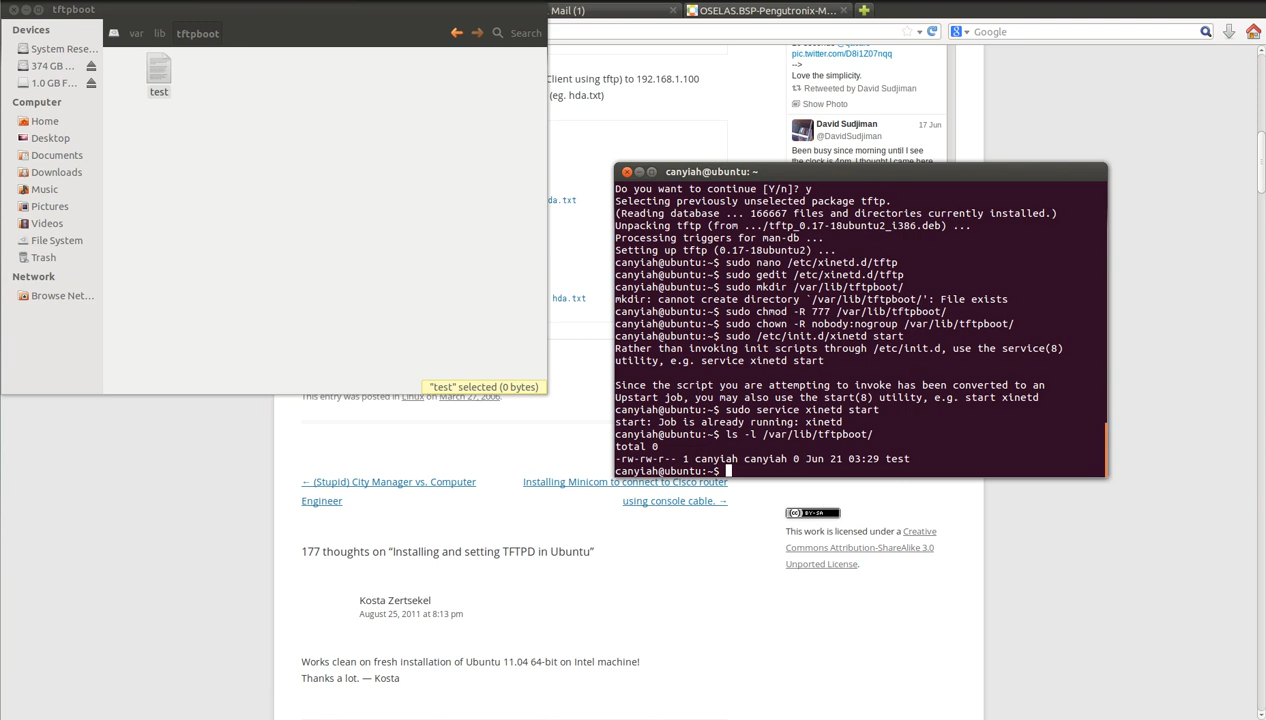 tftpboot
Mail (1)
OSELAS.BSP-Pengutronix-M...
var
lib
tftpboot
Search
Google
Devices
System Rese...
374 GB ...
1.0 GB F...
Computer
Home
Desktop
Documents
Downloads
Music
Pictures
Videos
File System
Trash
Network
Browse Net...
test
"test" selected (0 bytes)
Client using tftp) to 192.168.1.100
(eg. hda.txt)
da.txt
hda.txt
pic.twitter.com/D8i1Z07nqq
-->
Love the simplicity.
Retweeted by David Sudjiman
Show Photo
David Sudjiman
17 Jun
@DavidSudjiman
Been busy since morning until I see
canyiah@ubuntu: ~
Do you want to continue [Y/n]? y
Selecting previously unselected package tftp.
(Reading database ... 166667 files and directories currently installed.)
Unpacking tftp (from .../tftp_0.17-18ubuntu2_i386.deb) ...
Processing triggers for man-db ...
Setting up tftp (0.17-18ubuntu2) ...
canyiah@ubuntu:~$ sudo nano /etc/xinetd.d/tftp
canyiah@ubuntu:~$ sudo gedit /etc/xinetd.d/tftp
canyiah@ubuntu:~$ sudo mkdir /var/lib/tftpboot/
mkdir: cannot create directory `/var/lib/tftpboot/': File exists
canyiah@ubuntu:~$ sudo chmod -R 777 /var/lib/tftpboot/
canyiah@ubuntu:~$ sudo chown -R nobody:nogroup /var/lib/tftpboot/
canyiah@ubuntu:~$ sudo /etc/init.d/xinetd start
Rather than invoking init scripts through /etc/init.d, use the service(8)
utility, e.g. service xinetd start
Since the script you are attempting to invoke has been converted to an
Upstart job, you may also use the start(8) utility, e.g. start xinetd
canyiah@ubuntu:~$ sudo service xinetd start
start: Job is already running: xinetd
canyiah@ubuntu:~$ ls -l /var/lib/tftpboot/
total 0
-rw-rw-r-- 1 canyiah canyiah 0 Jun 21 03:29 test
canyiah@ubuntu:~$
This entry was posted in Linux on March 27, 2006.
← (Stupid) City Manager vs. Computer
Engineer
Installing Minicom to connect to Cisco router
using console cable. →
BY-SA
This work is licensed under a Creative
Commons Attribution-ShareAlike 3.0
Unported License.
177 thoughts on “Installing and setting TFTPD in Ubuntu”
Kosta Zertsekel
August 25, 2011 at 8:13 pm
Works clean on fresh installation of Ubuntu 11.04 64-bit on Intel machine!
Thanks a lot. — Kosta